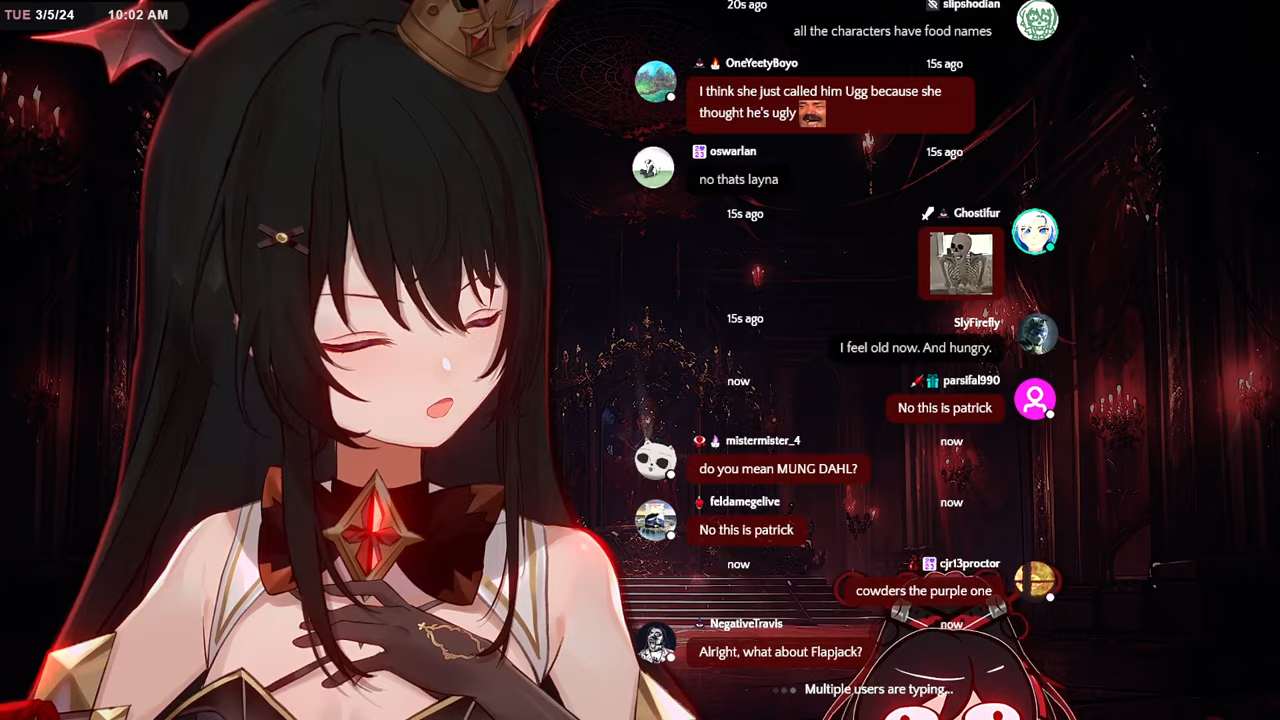 TUE 3/5/24 10:02 AM
20s ago
slipshodian
all the characters have food names
OneYeetyBoyo
15s ago
I think she just called him Ugg because she
thought he's ugly
oswarlan
15s ago
no thats layna
15s ago
Ghostifur
15s ago
SlyFirefly
I feel old now. And hungry.
now
parsifal990
No this is patrick
mistermister_4
now
do you mean MUNG DAHL?
feldamegelive
now
No this is patrick
now
cjr13proctor
cowders the purple one
NegativeTravis
now
Alright, what about Flapjack?
Multiple users are typing...